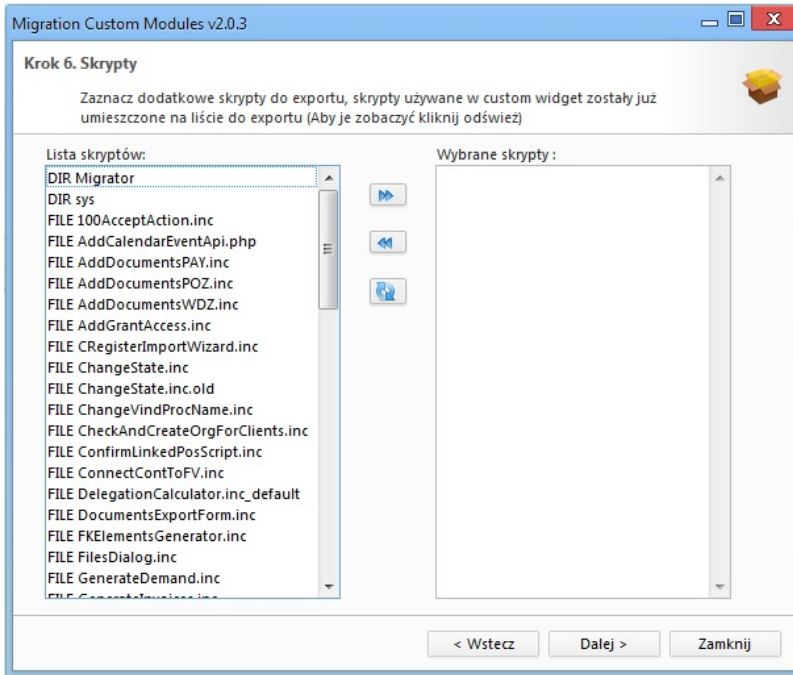 Migration Custom Modules v2.0.3
Krok 6. Skrypty
Zaznacz dodatkowe skrypty do exportu, skrypty używane w custom widget zostały już
umieszczone na liście do exportu (Aby je zobaczyć kliknij odśwież)
Lista skryptów:
DIR Migrator
DIR sys
FILE 100AcceptAction.inc
FILE AddCalendarEventApi.php
FILE AddDocumentsPAY.inc
FILE AddDocumentsPOZ.inc
FILE AddDocumentsWDZ.inc
FILE AddGrantAccess.inc
FILE CRegisterImportWizard.inc
FILE ChangeState.inc
FILE ChangeState.inc.old
FILE ChangeVindProcName.inc
FILE CheckAndCreateOrgForClients.inc
FILE ConfirmLinkedPosScript.inc
FILE ConnectContToFV.inc
FILE DelegationCalculator.inc_default
FILE DocumentsExportForm.inc
FILE FKElementsGenerator.inc
FILE FilesDialog.inc
FILE GenerateDemand.inc
Wybrane skrypty :
< Wstecz
Dalej >
Zamknij